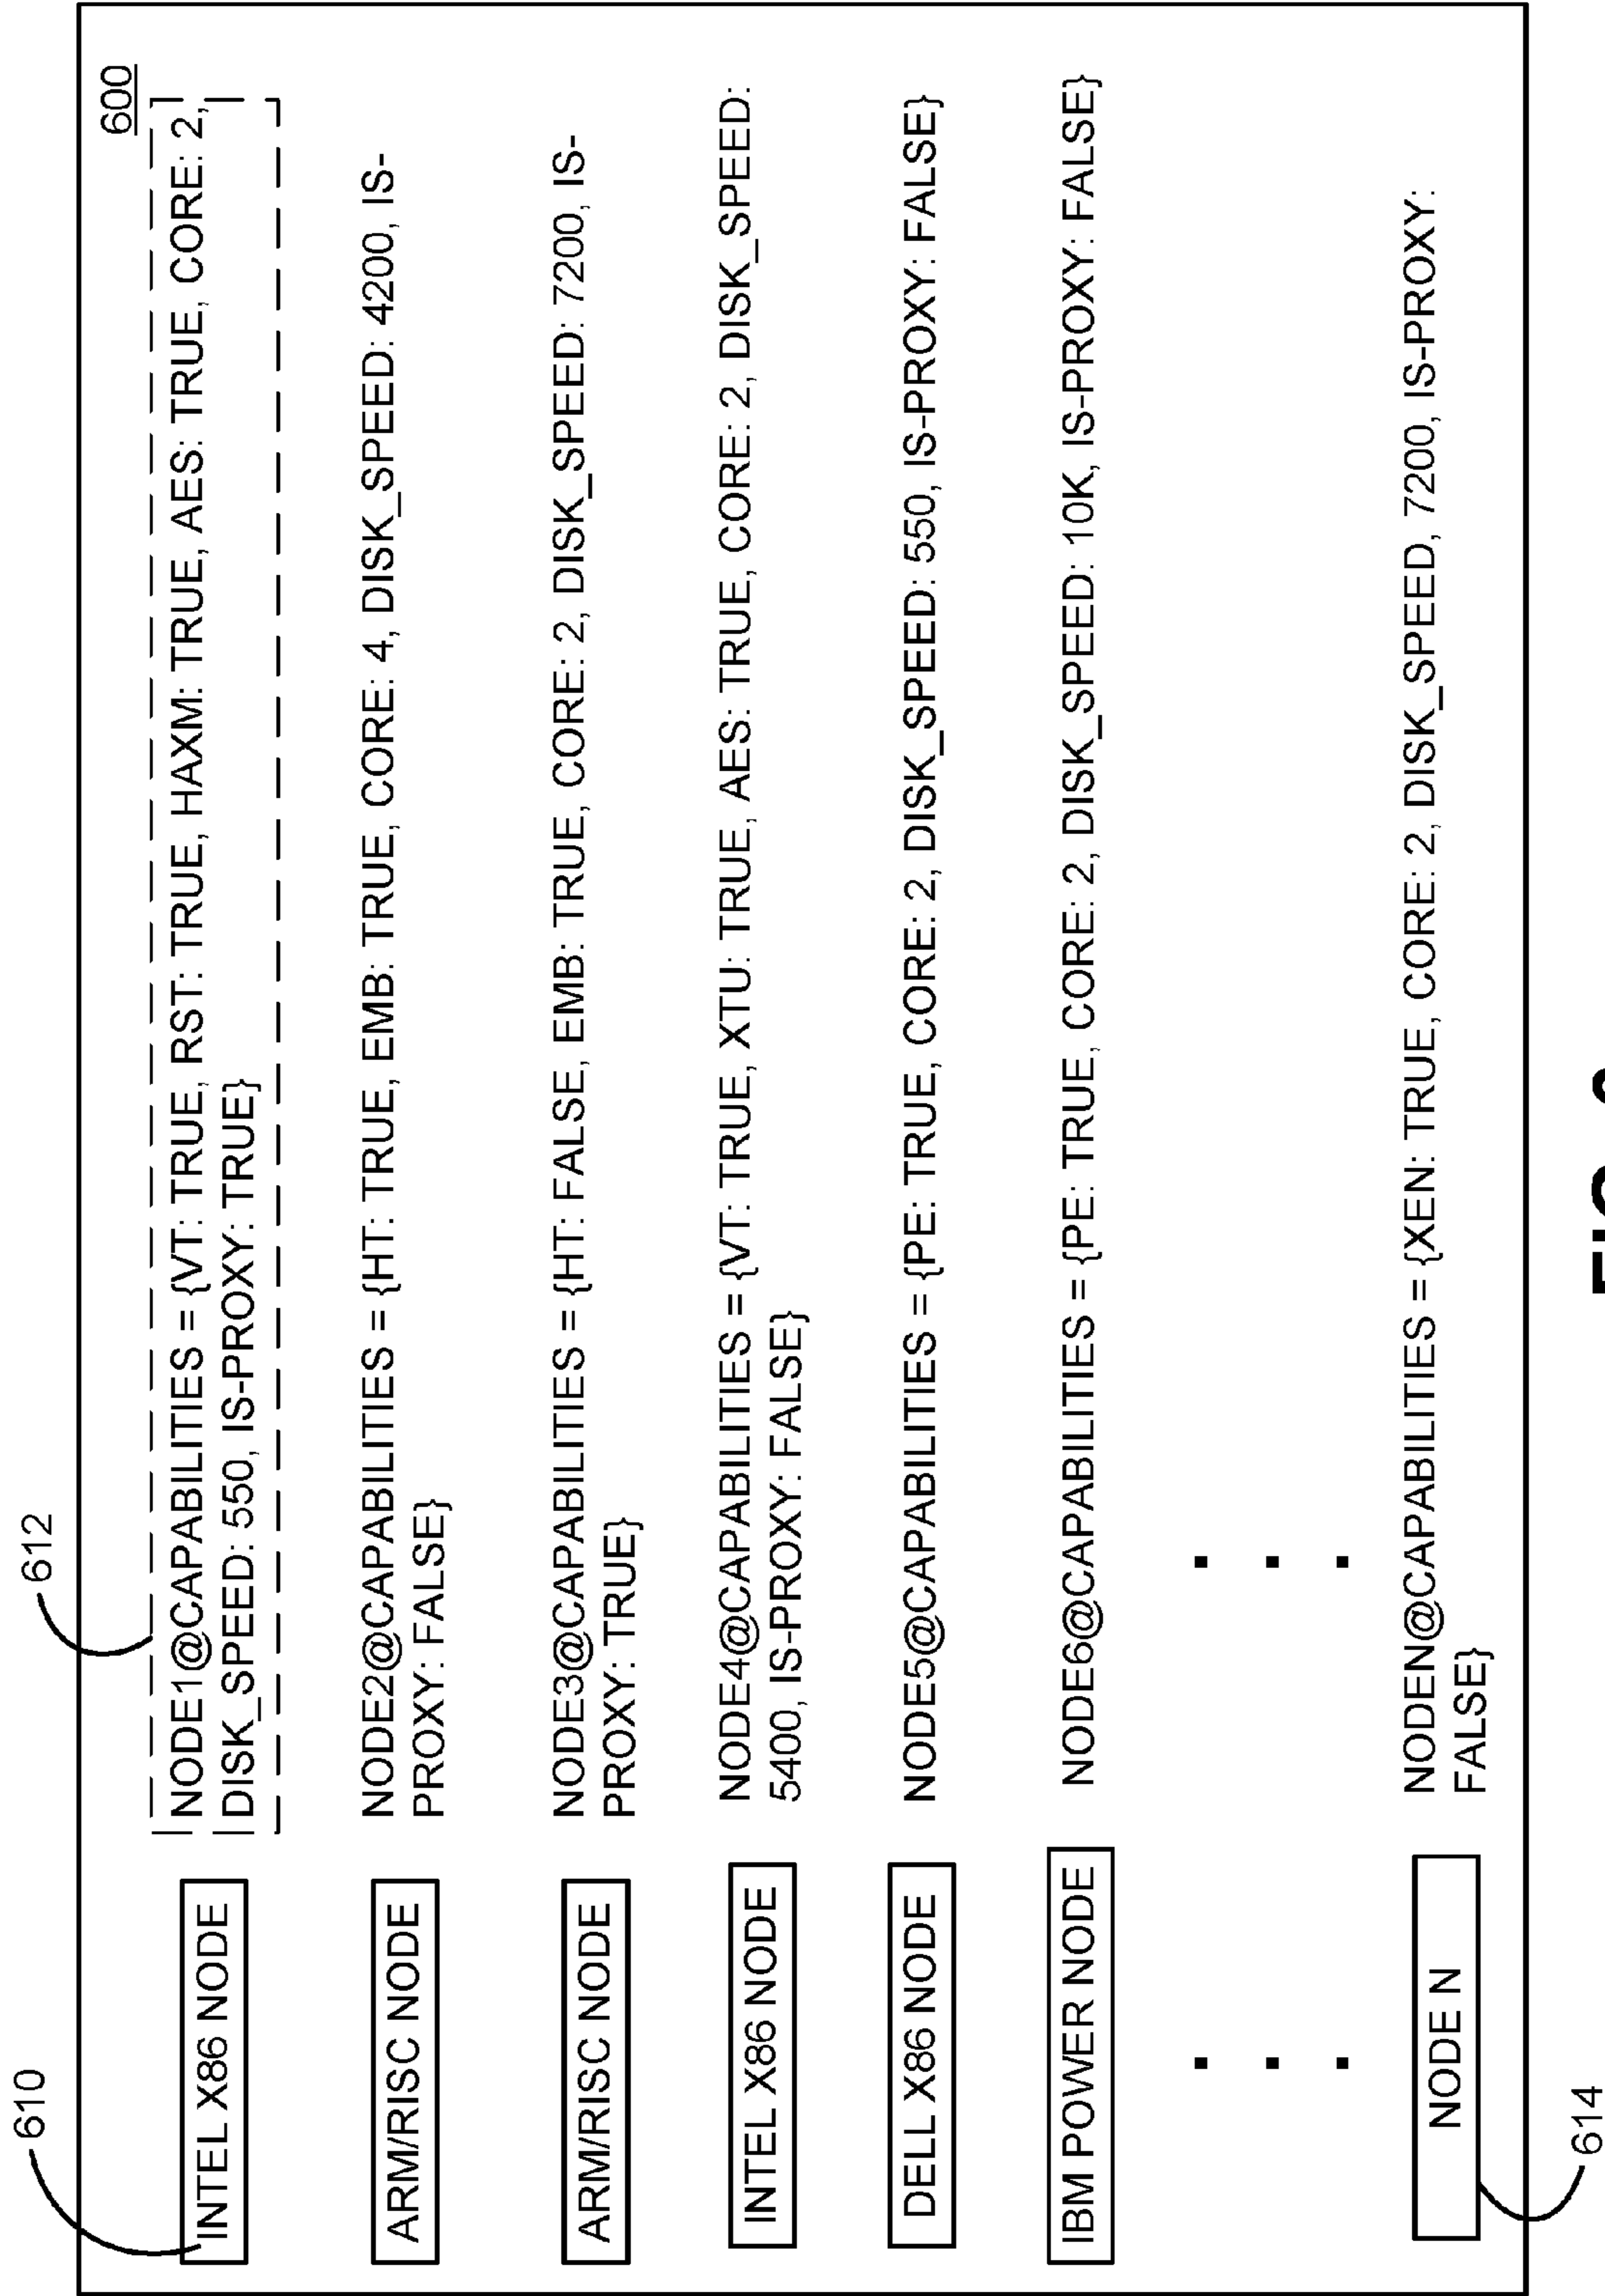 600
610
612
INTEL X86 NODE
NODE1@CAPABILITIES = {VT: TRUE, RST: TRUE, HAXM: TRUE, AES: TRUE, CORE: 2,
DISK_SPEED: 550, IS-PROXY: TRUE}
ARM/RISC NODE
NODE2@CAPABILITIES = {HT: TRUE, EMB: TRUE, CORE: 4, DISK_SPEED: 4200, IS-
PROXY: FALSE}
ARM/RISC NODE
NODE3@CAPABILITIES = {HT: FALSE, EMB: TRUE, CORE: 2, DISK_SPEED: 7200, IS-
PROXY: TRUE}
INTEL X86 NODE
NODE4@CAPABILITIES = {VT: TRUE, XTU: TRUE, AES: TRUE, CORE: 2, DISK_SPEED:
5400, IS-PROXY: FALSE}
DELL X86 NODE
NODE5@CAPABILITIES = {PE: TRUE, CORE: 2, DISK_SPEED: 550, IS-PROXY: FALSE}
IBM POWER NODE
NODE6@CAPABILITIES = {PE: TRUE, CORE: 2, DISK_SPEED: 10K, IS-PROXY: FALSE}
NODE N
NODEN@CAPABILITIES = {XEN: TRUE, CORE: 2, DISK_SPEED, 7200, IS-PROXY:
FALSE}
614